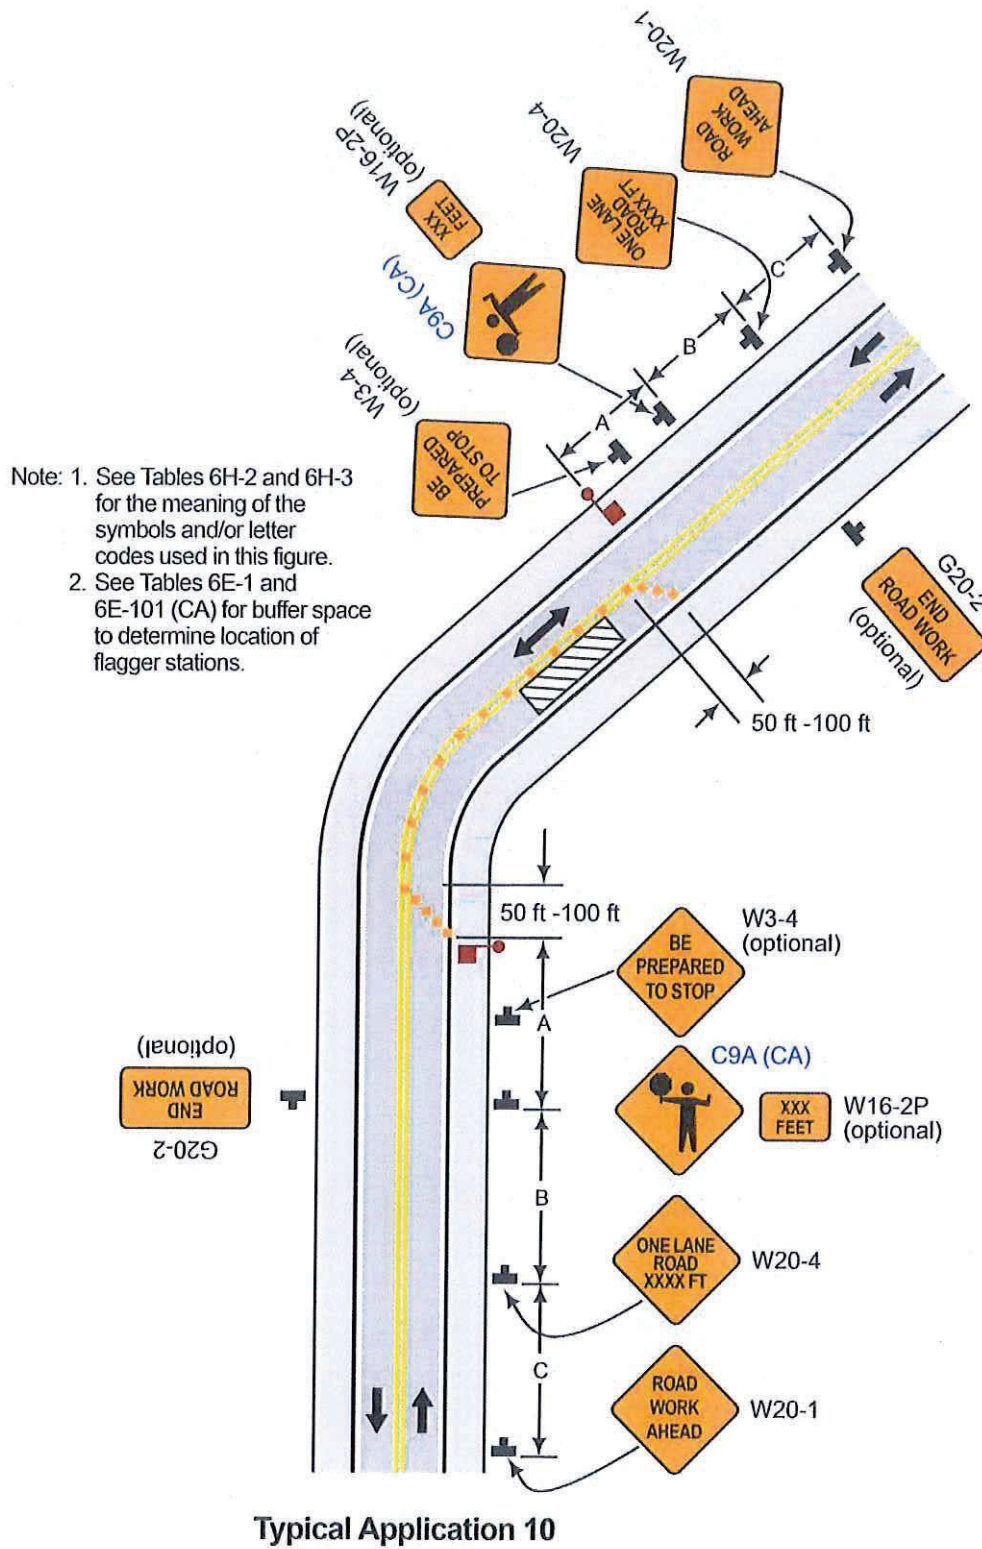 W20-1
ROAD
WORK
AHEAD
W20-4
ONE LANE
ROAD
XXXX FT
W16-2P
(optional)
XXX
FEET
C9A (CA)
W3-4
(optional)
BE
PREPARED
TO STOP
C
B
A
Note: 1. See Tables 6H-2 and 6H-3
for the meaning of the
symbols and/or letter
codes used in this figure.
2. See Tables 6E-1 and
6E-101 (CA) for buffer space
to determine location of
flagger stations.
G20-2
END
ROAD WORK
(optional)
50 ft -100 ft
50 ft -100 ft
W3-4
(optional)
BE
PREPARED
TO STOP
A
C9A (CA)
XXX
FEET
W16-2P
(optional)
G20-2
END
ROAD WORK
(optional)
B
ONE LANE
ROAD
XXXX FT
W20-4
C
ROAD
WORK
AHEAD
W20-1
Typical Application 10